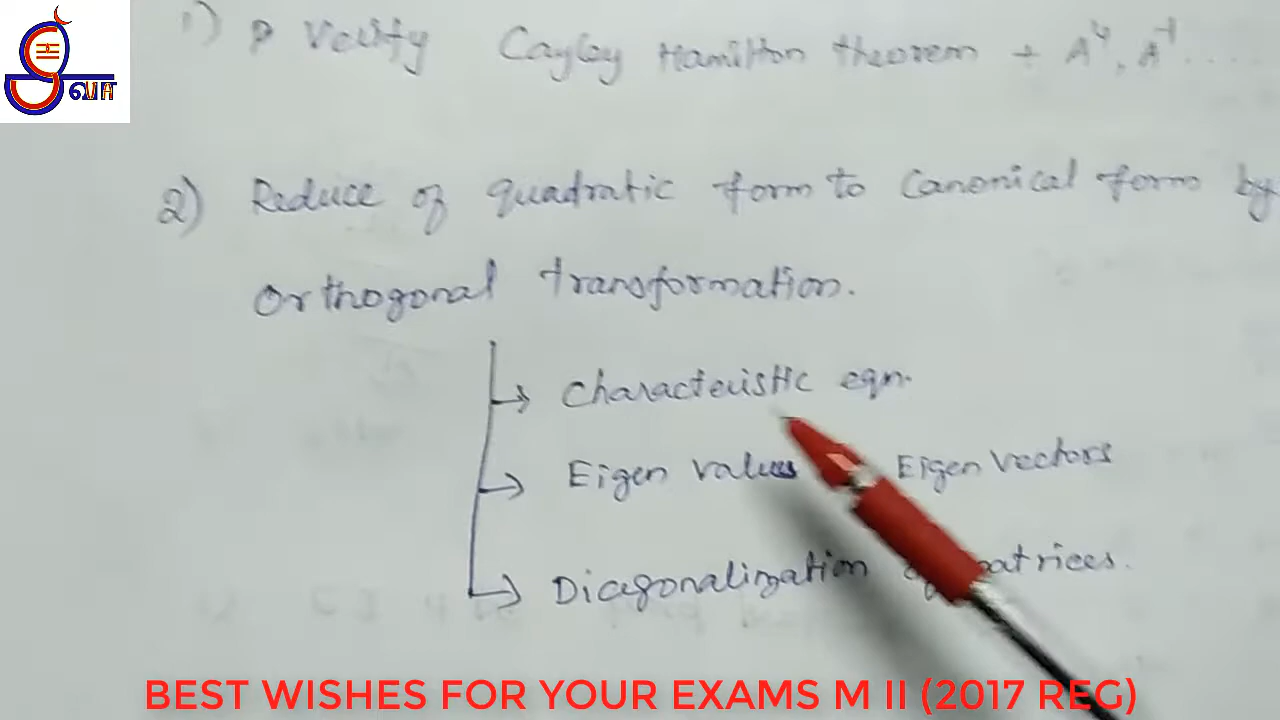 சிவா
1) Verify Cayley Hamilton theorem + A⁴, A⁻¹ ....
2) Reduce of quadratic form to Canonical form by
Orthogonal transformation.
→ Characteristic eqn.
→ Eigen values Eigen Vectors
→ Diagonalization matrices.
BEST WISHES FOR YOUR EXAMS M II (2017 REG)